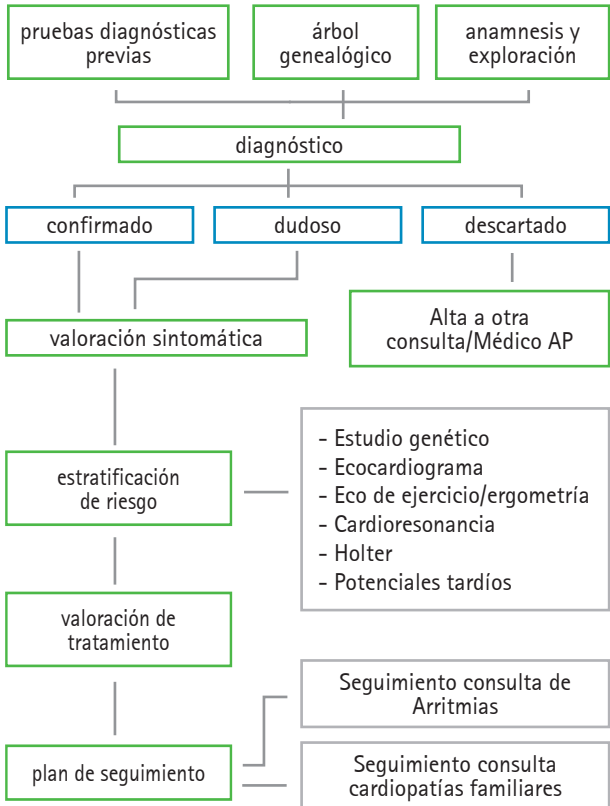 pruebas diagnósticas
previas
árbol
genealógico
anamnesis y
exploración
diagnóstico
confirmado
dudoso
descartado
valoración sintomática
Alta a otra
consulta/Médico AP
estratificación
de riesgo
- Estudio genético
- Ecocardiograma
- Eco de ejercicio/ergometría
- Cardioresonancia
- Holter
- Potenciales tardíos
valoración de
tratamiento
plan de seguimiento
Seguimiento consulta de
Arritmias
Seguimiento consulta
cardiopatías familiares